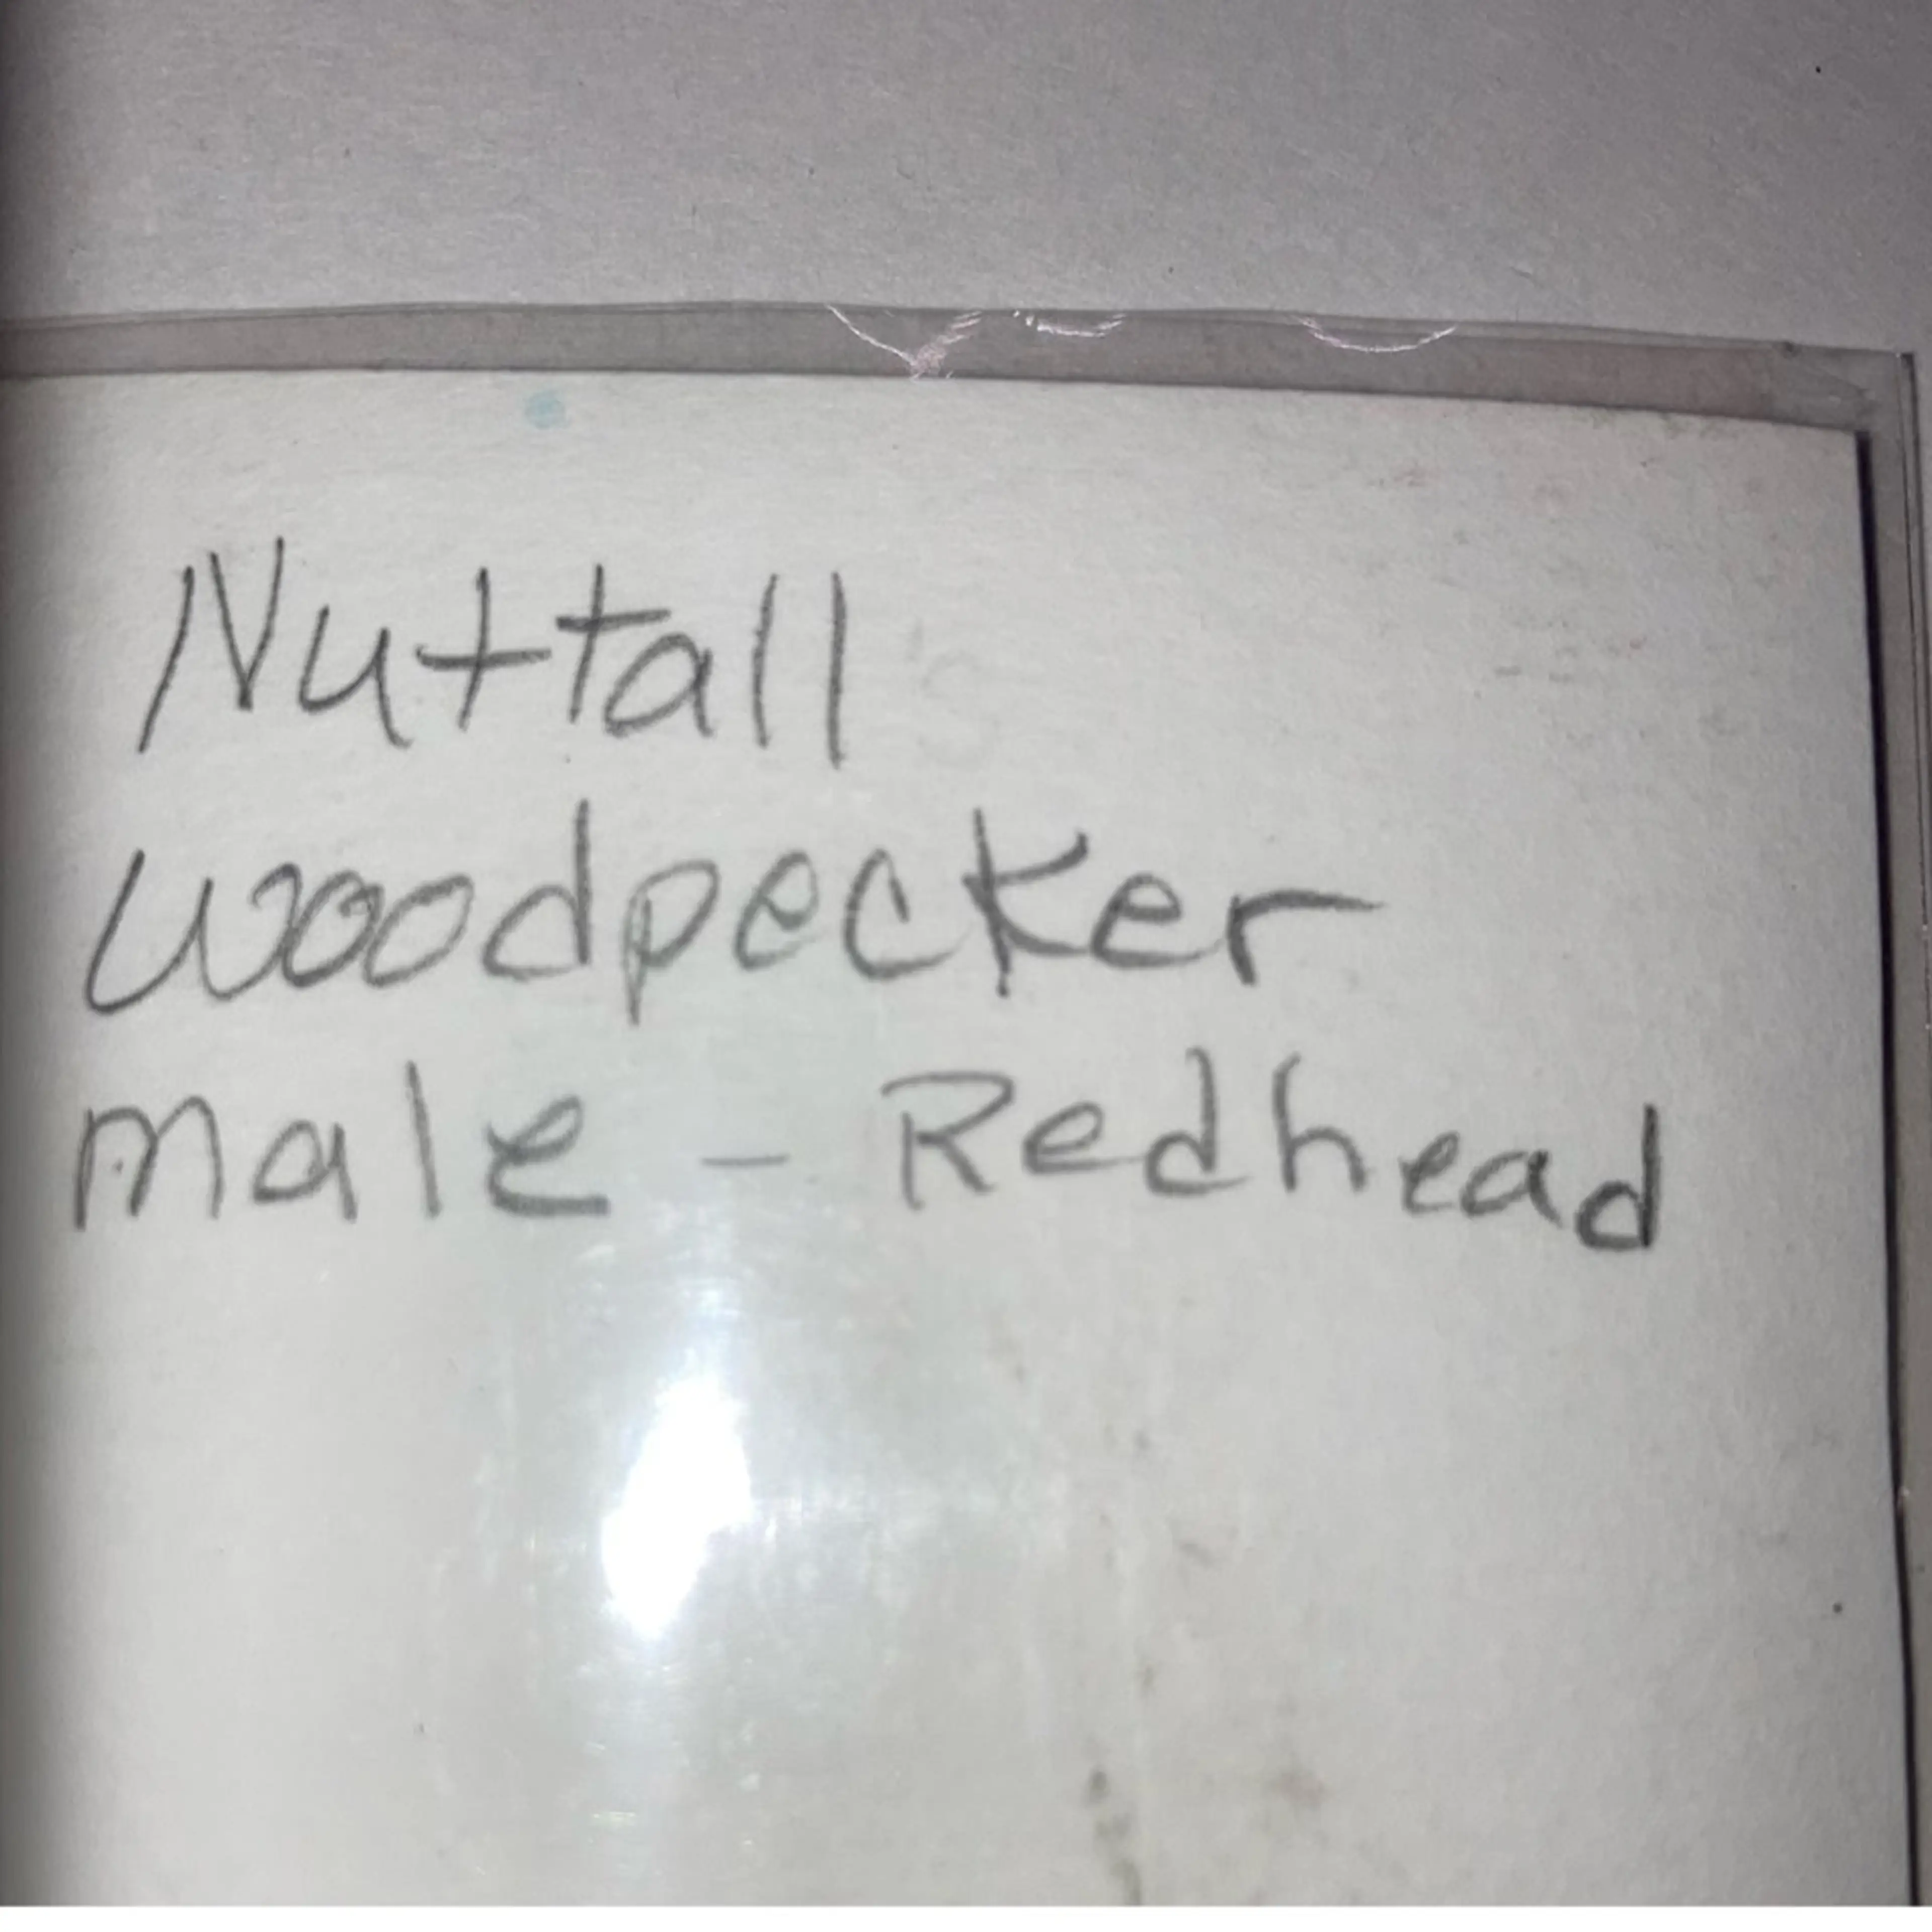 Nuttall
woodpecker
male - Redhead